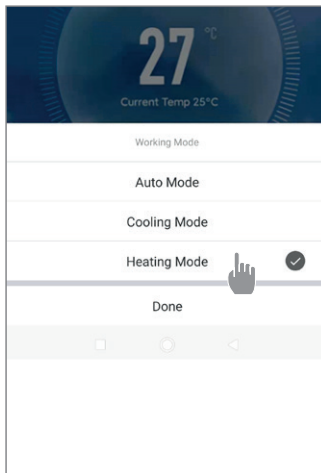 27 °C
Current Temp 25°C
Working Mode
Auto Mode
Cooling Mode
Heating Mode
Done